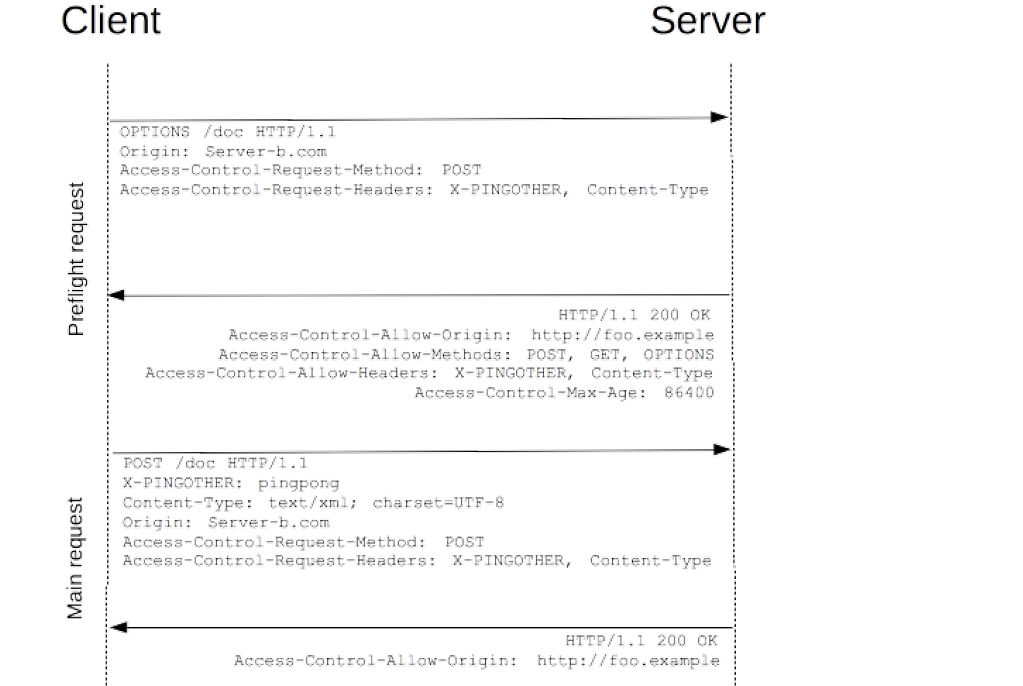 Client
Server
Preflight request
OPTIONS /doc HTTP/1.1
Origin: Server-b.com
Access-Control-Request-Method: POST
Access-Control-Request-Headers: X-PINGOTHER, Content-Type
HTTP/1.1 200 OK
Access-Control-Allow-Origin: http://foo.example
Access-Control-Allow-Methods: POST, GET, OPTIONS
Access-Control-Allow-Headers: X-PINGOTHER, Content-Type
Access-Control-Max-Age: 86400
Main request
POST /doc HTTP/1.1
X-PINGOTHER: pingpong
Content-Type: text/xml; charset=UTF-8
Origin: Server-b.com
Access-Control-Request-Method: POST
Access-Control-Request-Headers: X-PINGOTHER, Content-Type
HTTP/1.1 200 OK
Access-Control-Allow-Origin: http://foo.example